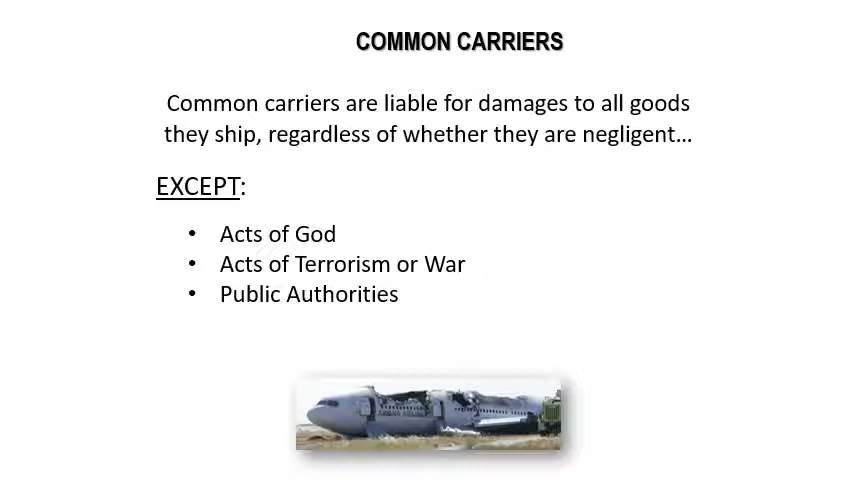 COMMON CARRIERS
Common carriers are liable for damages to all goods
they ship, regardless of whether they are negligent…
EXCEPT:
• Acts of God
• Acts of Terrorism or War
• Public Authorities